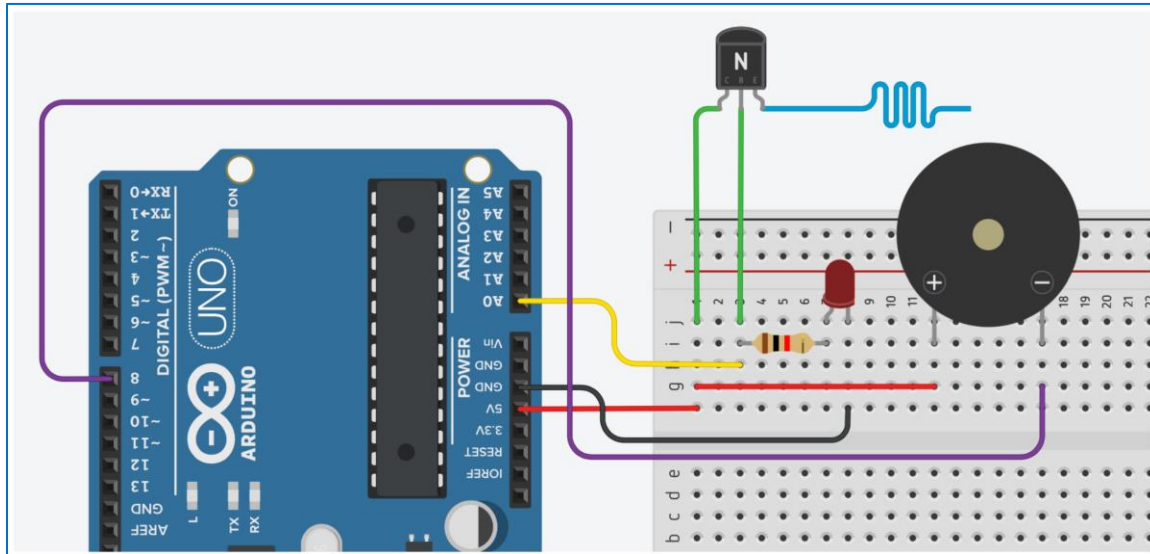 N
C B E
RX←0
TX→1
2
~3
4
~5
~6
7
DIGITAL (PWM~)
ON
UNO
ARDUINO
ANALOG IN
A5
A4
A3
A2
A1
A0
8
~9
~10
~11
12
13
GND
AREF
L
TX
RX
POWER
Vin
GND
GND
5V
3.3V
RESET
IOREF
–
+
1 3 4 5 6 7 9 10 11 18 19 20 21 22
j
i
g
e
d
c
b
+
–